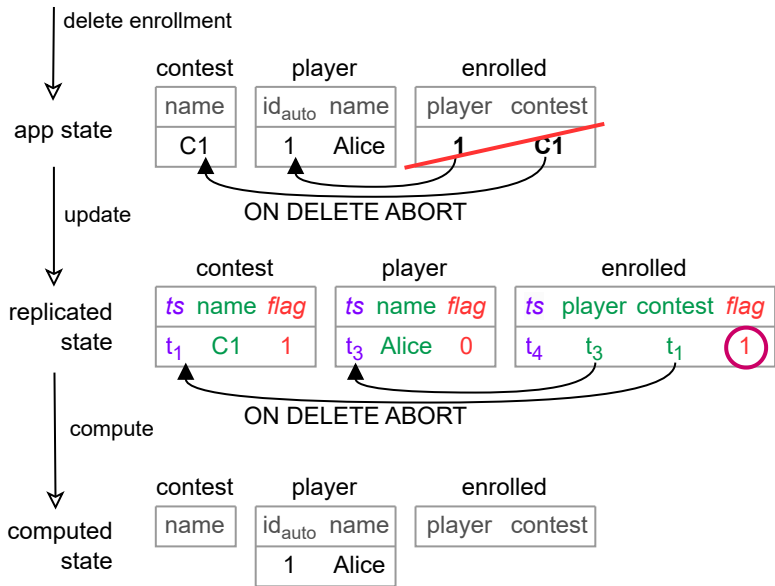 delete enrollment
contest player enrolled
name id_auto name player contest
app state
C1 1 Alice 1 C1
update
ON DELETE ABORT
contest player enrolled
replicated state
ts name flag ts name flag ts player contest flag
t1 C1 1 t3 Alice 0 t4 t3 t1 1
compute
ON DELETE ABORT
contest player enrolled
computed state
name id_auto name player contest
1 Alice